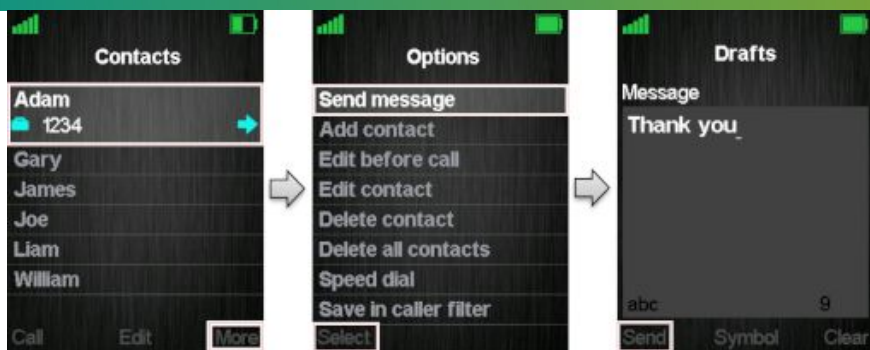 Contacts
Adam
1234
Gary
James
Joe
Liam
William
Call Edit More
Options
Send message
Add contact
Edit before call
Edit contact
Delete contact
Delete all contacts
Speed dial
Save in caller filter
Select
Drafts
Message
Thank you_
abc 9
Send Symbol Clear